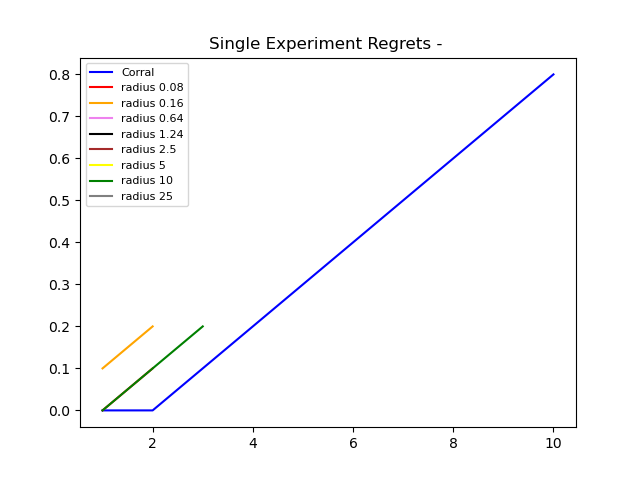 Single Experiment Regrets -
Corral
radius 0.08
radius 0.16
radius 0.64
radius 1.24
radius 2.5
radius 5
radius 10
radius 25
0.8
0.7
0.6
0.5
0.4
0.3
0.2
0.1
0.0
2 4 6 8 10